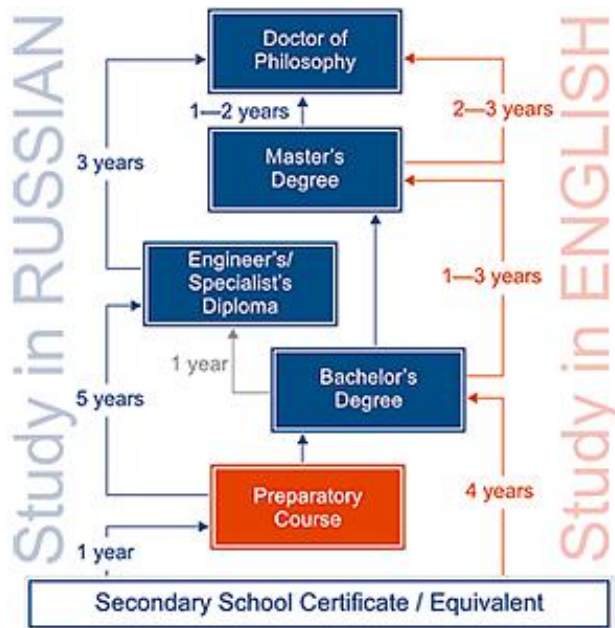 Study in RUSSIAN
Study in ENGLISH
Doctor of
Philosophy
1—2 years
2—3 years
Master's
Degree
3 years
Engineer's/
Specialist's
Diploma
1—3 years
1 year
Bachelor's
Degree
5 years
Preparatory
Course
4 years
1 year
Secondary School Certificate / Equivalent